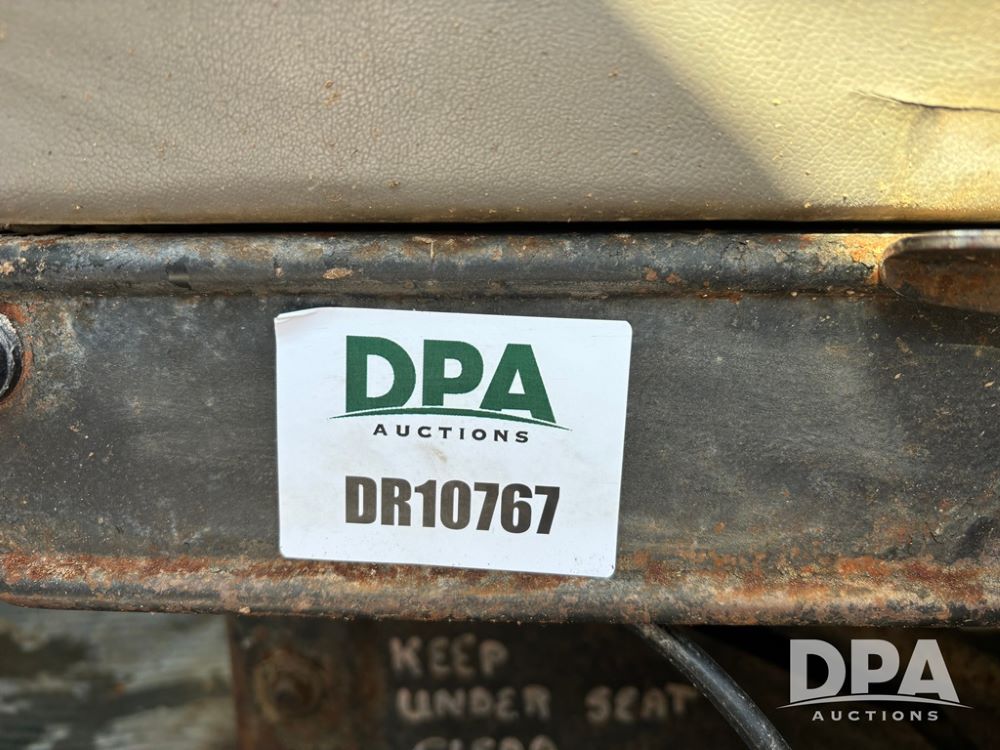 DPA
AUCTIONS
DR10767
KEEP
UNDER SEAT
DPA
AUCTIONS